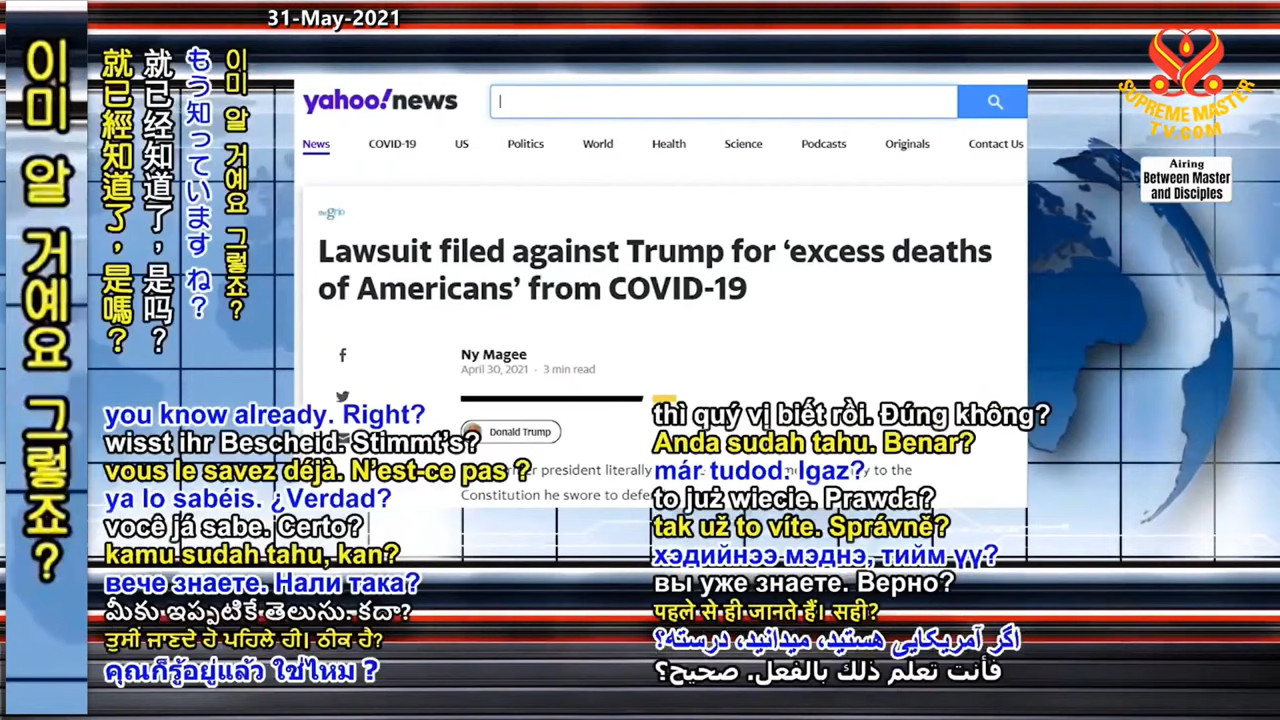 31-May-2021
이미 알 거예요 그렇죠?
就已經知道了，是嗎？
就已经知道了，是吗？
もう知っています ね？
이미 알 거예요 그렇죠?
yahoo!news
News COVID-19 US Politics World Health Science Podcasts Originals Contact Us
SUPREME MASTER
TV.COM
Airing
Between Master
and Disciples
Lawsuit filed against Trump for ‘excess deaths
of Americans’ from COVID-19
Ny Magee
April 30, 2021 · 3 min read
Donald Trump
president literally
y to the
Constitution he swore to
you know already. Right?
wisst ihr Bescheid. Stimmt’s?
vous le savez déjà. N’est-ce pas ?
ya lo sabéis. ¿Verdad?
você já sabe. Certo?
kamu sudah tahu, kan?
вече знаете. Нали така?
మీకు ఇప్పటికే తెలుసు. కదా?
ਤੁਸੀਂ ਜਾਣਦੇ ਹੋ ਪਹਿਲੇ ਹੀ। ਠੀਕ ਹੈ?
คุณก็รู้อยู่แล้ว ใช่ไหม ?
thì quý vị biết rồi. Đúng không?
Anda sudah tahu. Benar?
már tudod. Igaz?
to już wiecie. Prawda?
tak už to víte. Správně?
хэдийнээ мэднэ, тийм үү?
вы уже знаете. Верно?
पहले से ही जानते हैं। सही?
اگر آمریکایی هستید، میدانید، درسته؟
فأنت تعلم ذلك بالفعل. صحيح؟